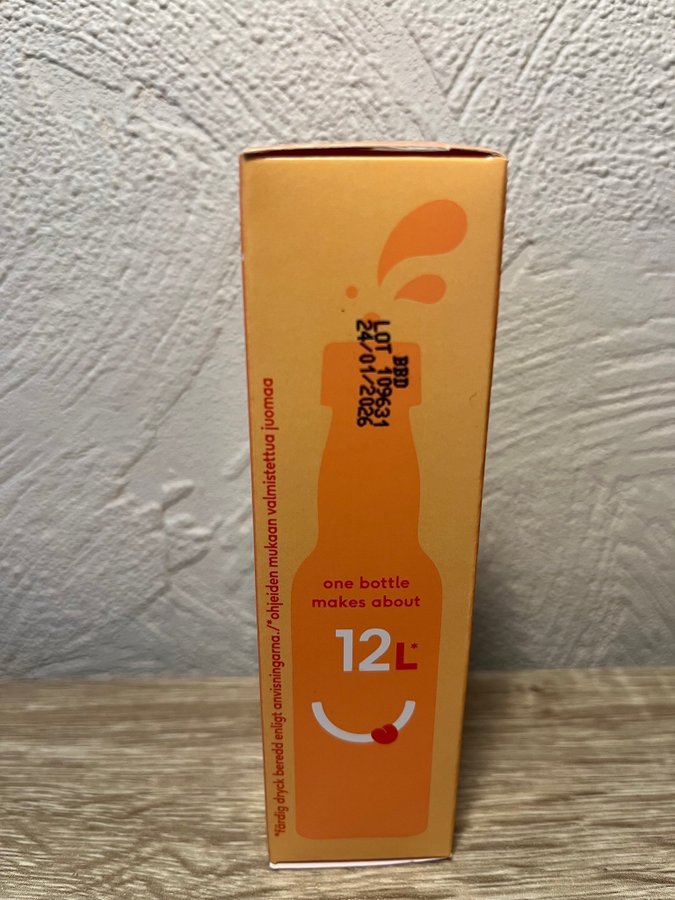 BBD
LOT 109631
24/01/2026
one bottle
makes about
12L*
*färdig dryck beredd enligt anvisningarna./*ohjeiden mukaan valmistettua juomaa